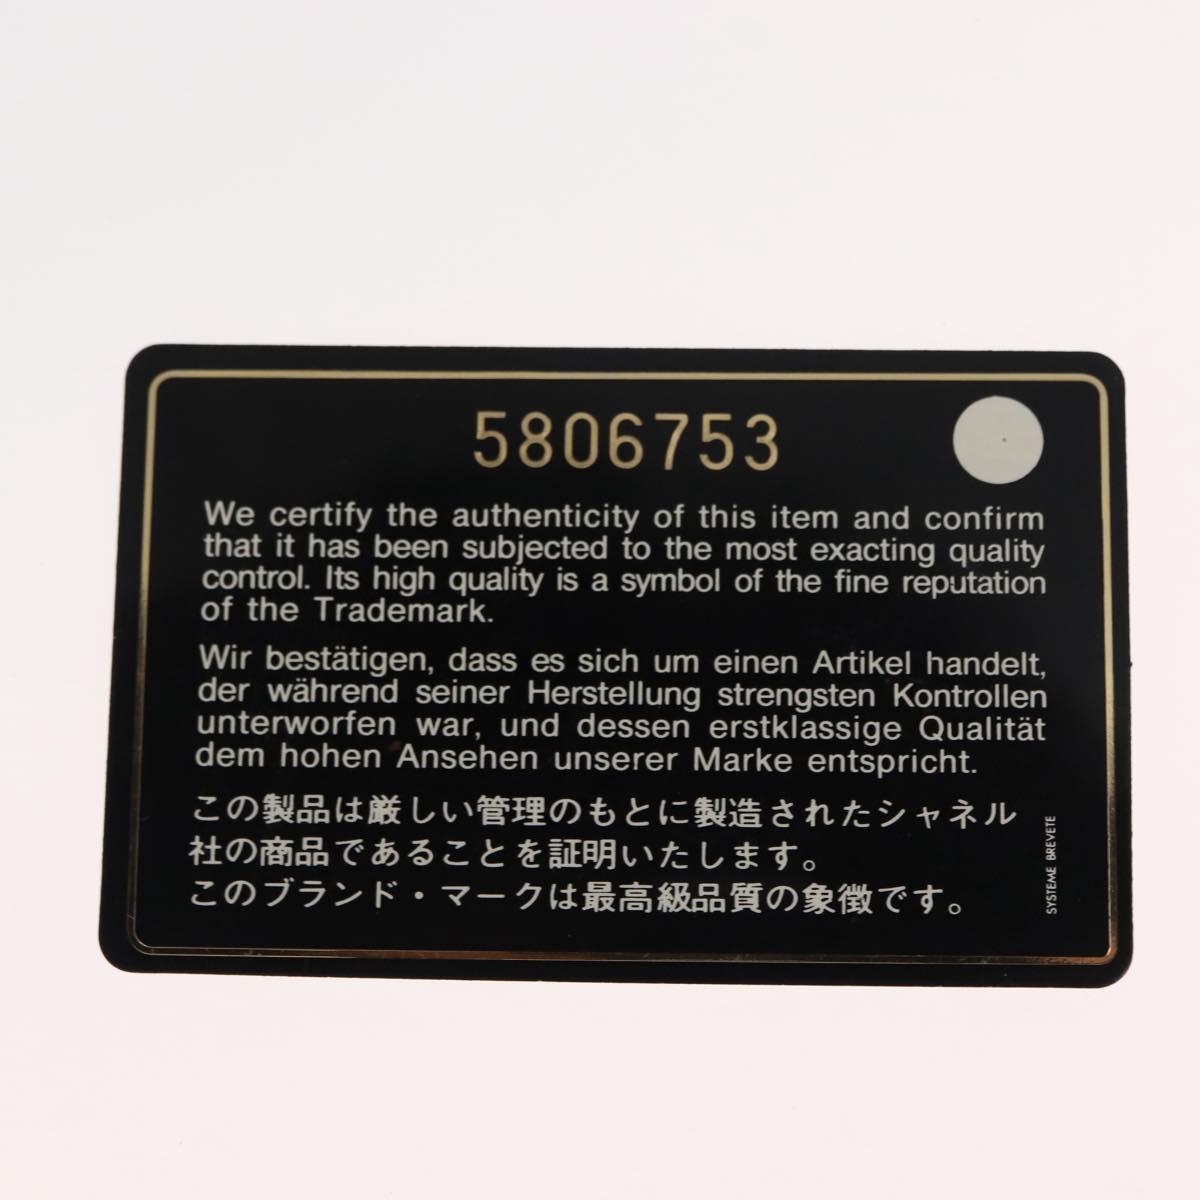 5806753
We certify the authenticity of this item and confirm
that it has been subjected to the most exacting quality
control. Its high quality is a symbol of the fine reputation
of the Trademark.
Wir bestätigen, dass es sich um einen Artikel handelt,
der während seiner Herstellung strengsten Kontrollen
unterworfen war, und dessen erstklassige Qualität
dem hohen Ansehen unserer Marke entspricht.
この製品は厳しい管理のもとに製造されたシャネル
社の商品であることを証明いたします。
このブランド・マークは最高級品質の象徴です。
SYSTEME BREVETE